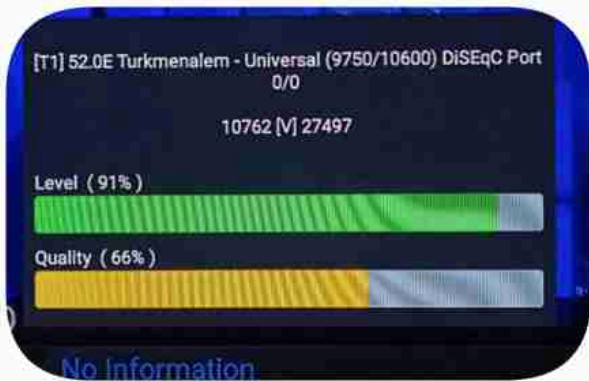 [T1] 52.0E Turkmenalem - Universal (9750/10600) DiSEqC Port
0/0
10762 [V] 27497
Level ( 91% )
Quality ( 66% )
No Information